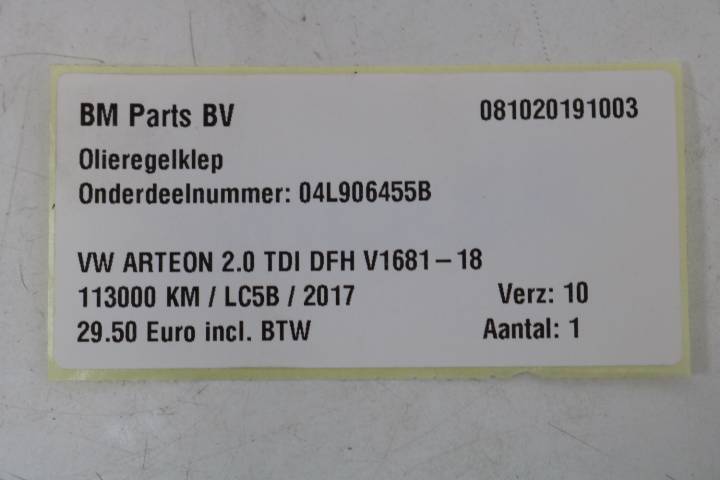 BM Parts BV 081020191003
Olieregelklep
Onderdeelnummer: 04L906455B
VW ARTEON 2.0 TDI DFH V1681-18
113000 KM / LC5B / 2017 Verz: 10
29.50 Euro incl. BTW Aantal: 1